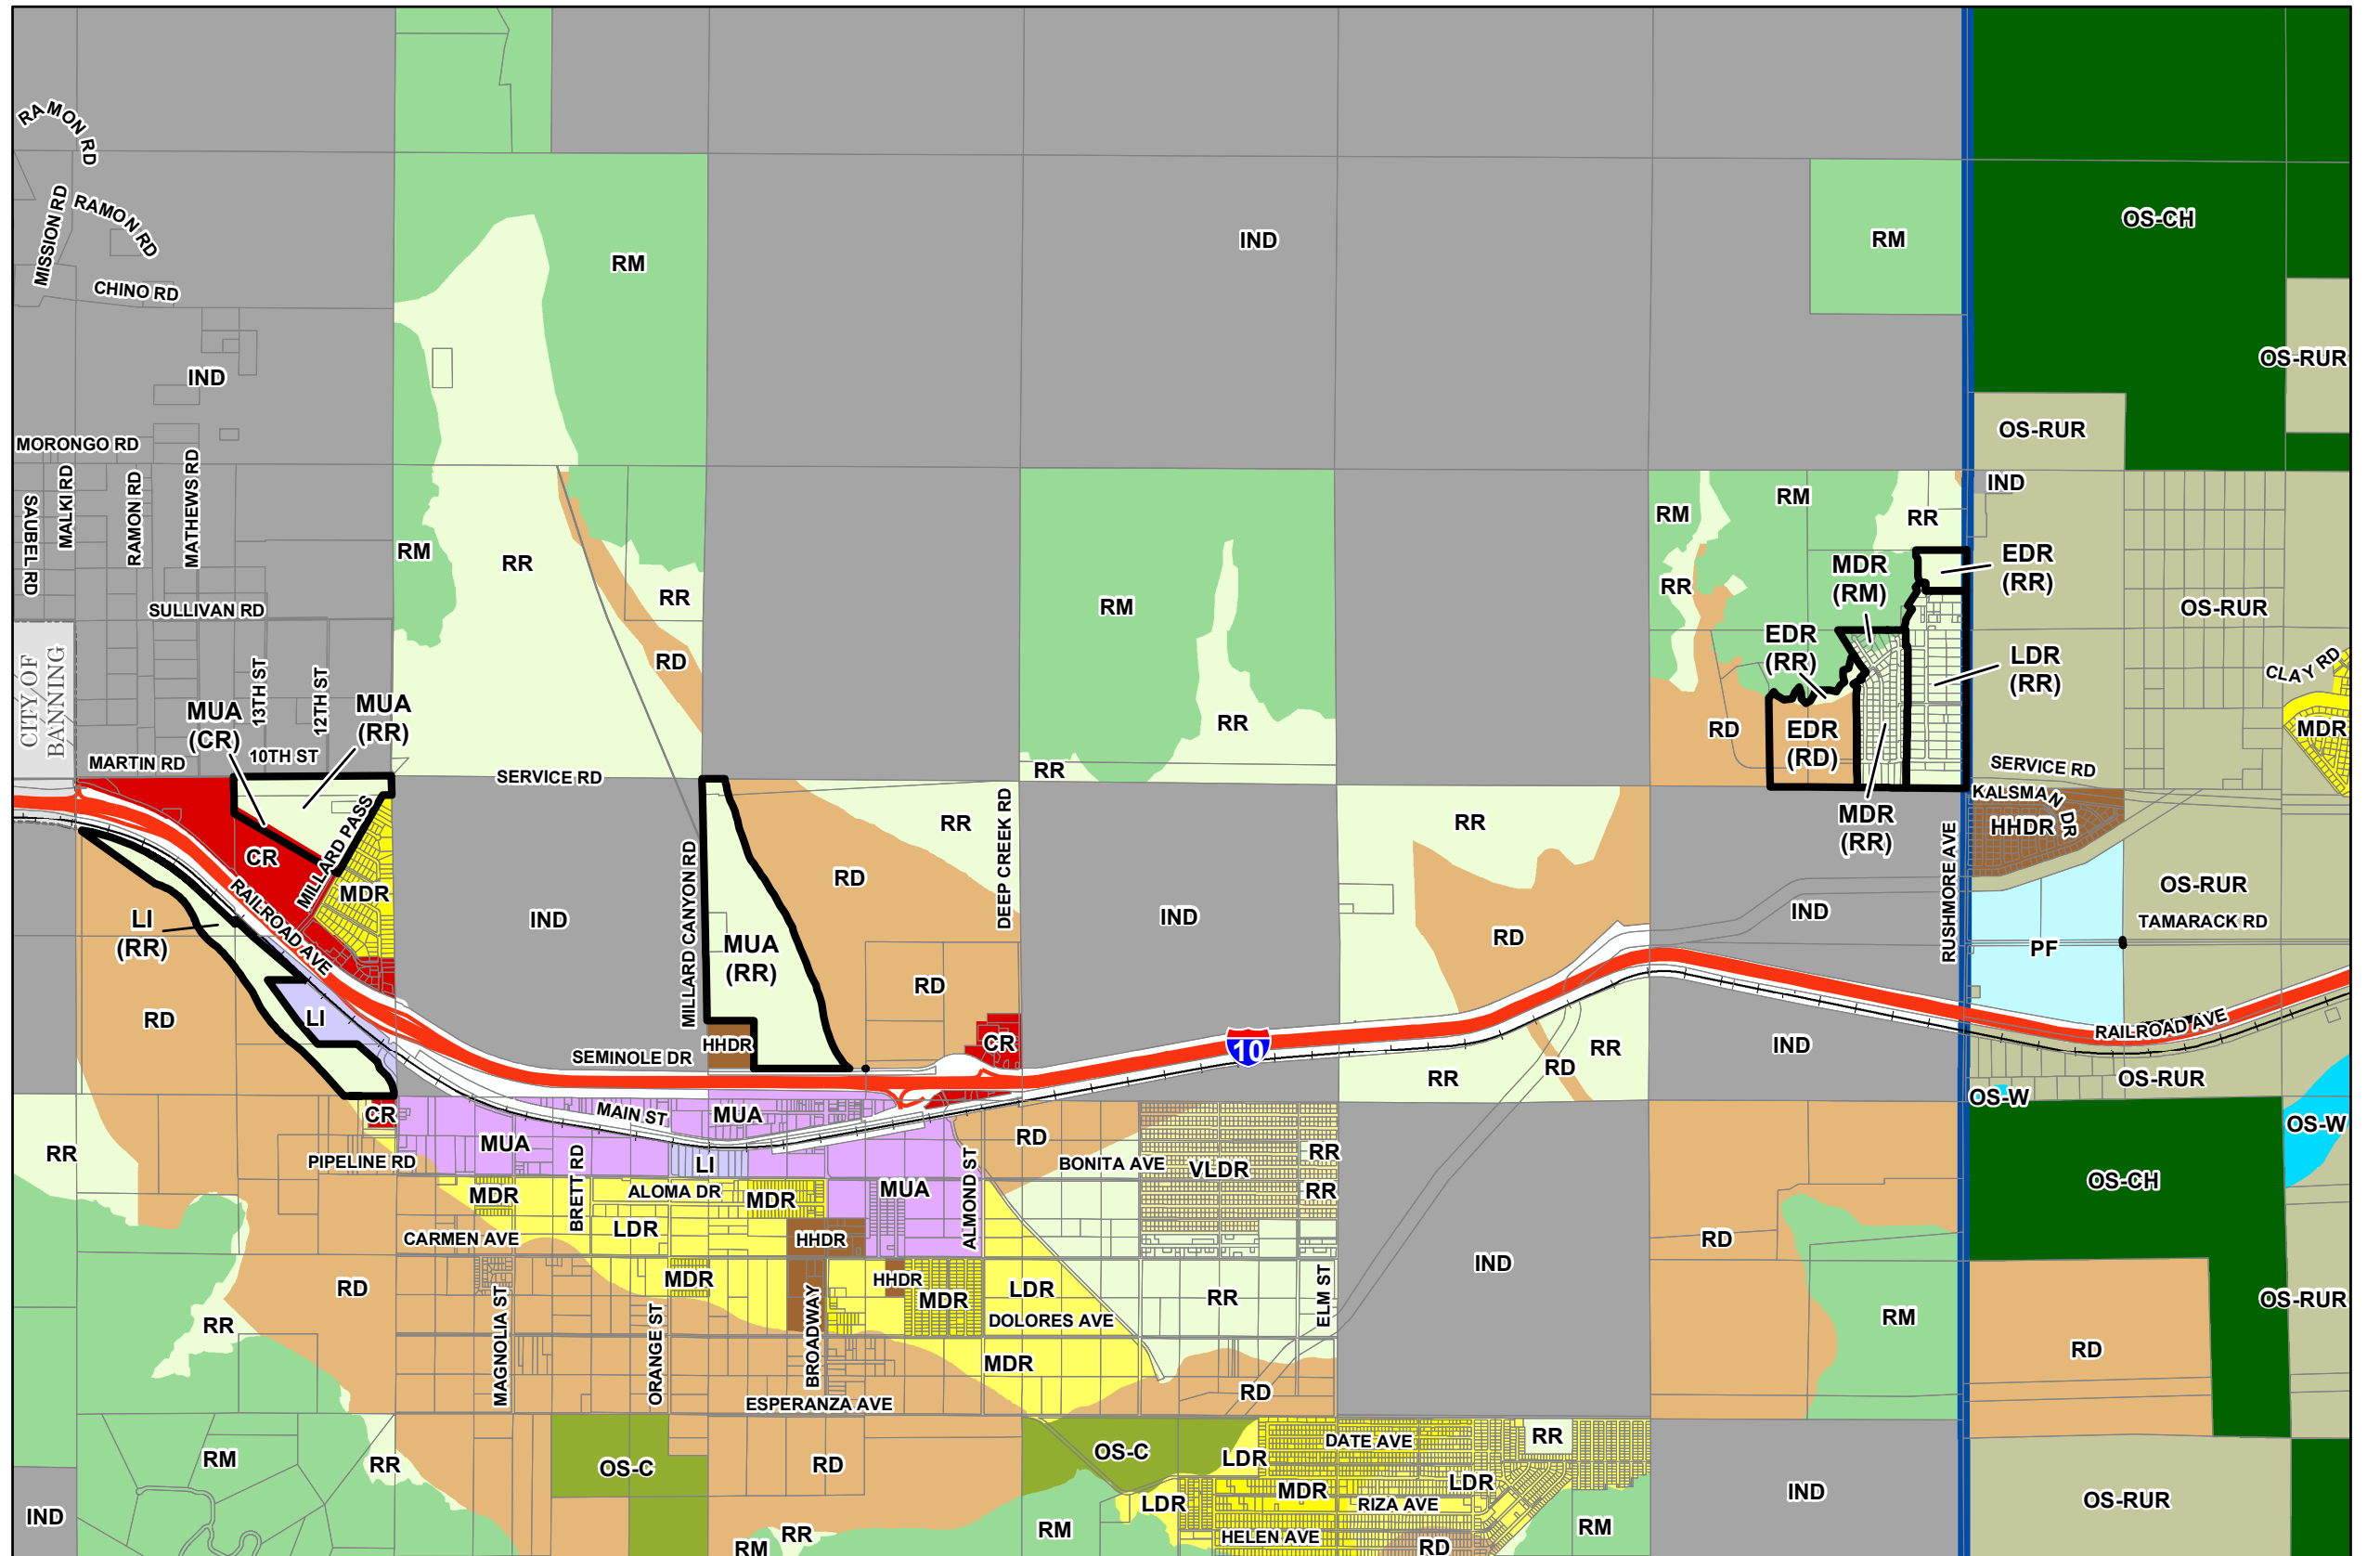 RAMON RD
MISSION RD
RAMON RD
CHINO RD
RM
IND
RM
OS-CH
IND
OS-RUR
MORONGO RD
OS-RUR
SAUBEL RD
MALKI RD
RAMON RD
MATHEWS RD
RM
RR
RM
RM
RM
RR
IND
EDR
(RR)
MDR
(RM)
RR
SULLIVAN RD
RR
RM
EDR
(RR)
OS-RUR
LDR
(RR)
CLAY RD
RD
CITY OF
BANNING
13TH ST
12TH ST
MUA
(CR)
MUA
(RR)
RR
RD
EDR
(RD)
MDR
10TH ST
MARTIN RD
SERVICE RD
RR
SERVICE RD
KALSMAN DR
MDR
(RR)
HHDR
RR
DEEP CREEK RD
RR
MILLARD PASS
CR
MDR
RD
RUSHMORE AVE
MILLARD CANYON RD
RAILROAD AVE
LI
(RR)
IND
MUA
(RR)
IND
RD
IND
OS-RUR
TAMARACK RD
PF
RD
RD
LI
HHDR
CR
SEMINOLE DR
10
RR
RD
RR
IND
RAILROAD AVE
OS-RUR
OS-W
OS-W
CR
MAIN ST
MUA
MUA
RR
PIPELINE RD
LI
RD
BONITA AVE
VLDR
RR
RR
OS-CH
MDR
BRETT RD
ALOMA DR
MDR
MUA
ALMOND ST
LDR
CARMEN AVE
HHDR
RD
IND
RD
MDR
HHDR
MDR
LDR
DOLORES AVE
RR
ELM ST
RM
OS-RUR
RR
MAGNOLIA ST
ORANGE ST
BROADWAY
MDR
RD
ESPERANZA AVE
RD
RM
RR
OS-C
RD
OS-C
LDR
DATE AVE
RR
LDR
MDR
RIZA AVE
LDR
IND
OS-RUR
IND
RM
RR
RM
HELEN AVE
RD
RM